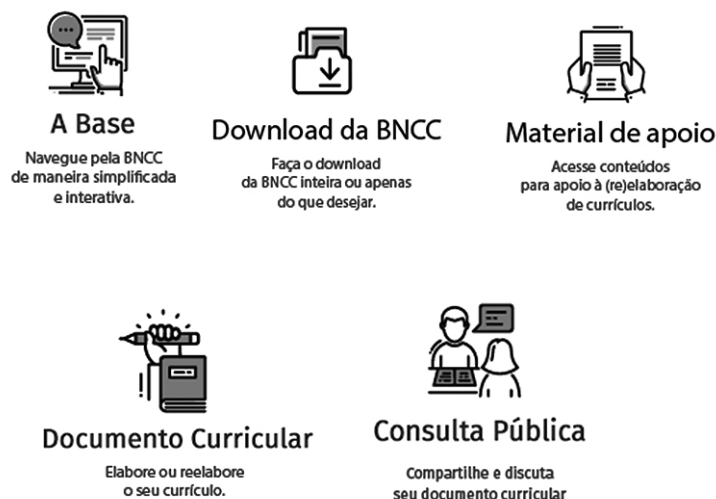 A Base
Navegue pela BNCC
de maneira simplificada
e interativa.
Download da BNCC
Faça o download
da BNCC inteira ou apenas
do que desejar.
Material de apoio
Acesse conteúdos
para apoio à (re)elaboração
de currículos.
Documento Curricular
Elabore ou reelabore
o seu currículo.
Consulta Pública
Compartilhe e discuta
seu documento curricular